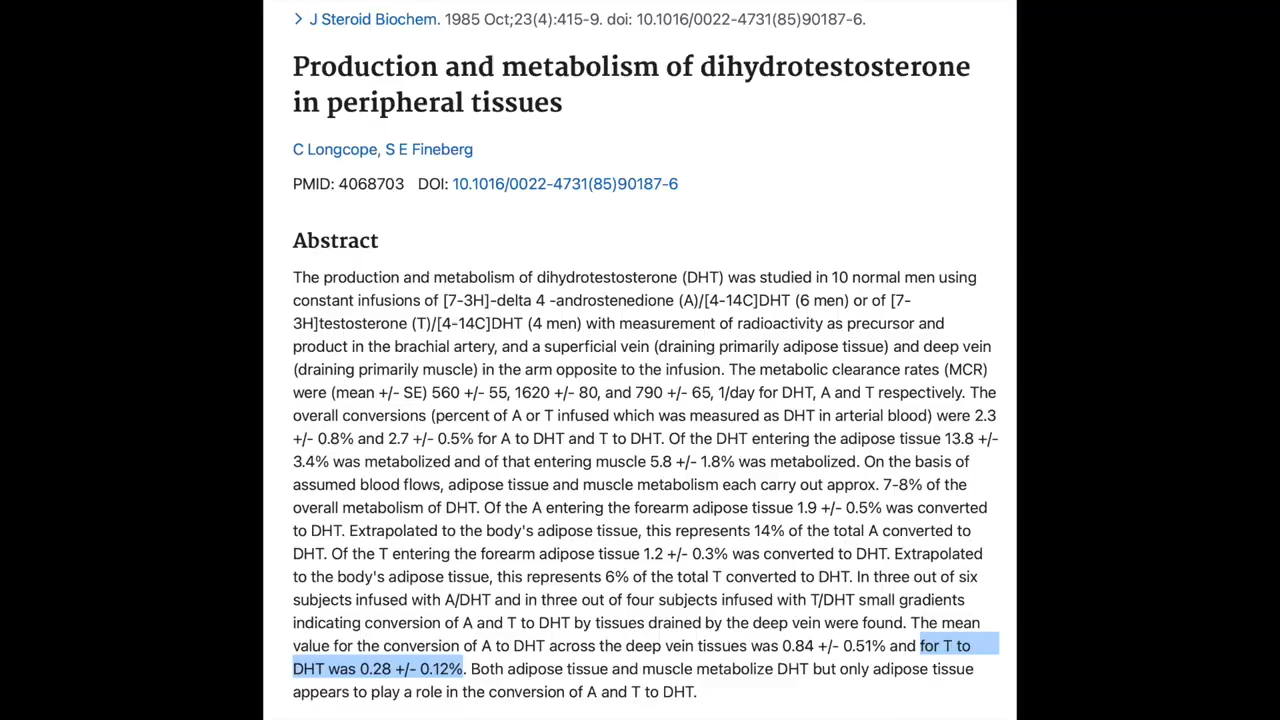 > J Steroid Biochem. 1985 Oct;23(4):415-9. doi: 10.1016/0022-4731(85)90187-6.
Production and metabolism of dihydrotestosterone
in peripheral tissues
C Longcope, S E Fineberg
PMID: 4068703 DOI: 10.1016/0022-4731(85)90187-6
Abstract
The production and metabolism of dihydrotestosterone (DHT) was studied in 10 normal men using
constant infusions of [7-3H]-delta 4 -androstenedione (A)/[4-14C]DHT (6 men) or of [7-
3H]testosterone (T)/[4-14C]DHT (4 men) with measurement of radioactivity as precursor and
product in the brachial artery, and a superficial vein (draining primarily adipose tissue) and deep vein
(draining primarily muscle) in the arm opposite to the infusion. The metabolic clearance rates (MCR)
were (mean +/- SE) 560 +/- 55, 1620 +/- 80, and 790 +/- 65, 1/day for DHT, A and T respectively. The
overall conversions (percent of A or T infused which was measured as DHT in arterial blood) were 2.3
+/- 0.8% and 2.7 +/- 0.5% for A to DHT and T to DHT. Of the DHT entering the adipose tissue 13.8 +/-
3.4% was metabolized and of that entering muscle 5.8 +/- 1.8% was metabolized. On the basis of
assumed blood flows, adipose tissue and muscle metabolism each carry out approx. 7-8% of the
overall metabolism of DHT. Of the A entering the forearm adipose tissue 1.9 +/- 0.5% was converted
to DHT. Extrapolated to the body's adipose tissue, this represents 14% of the total A converted to
DHT. Of the T entering the forearm adipose tissue 1.2 +/- 0.3% was converted to DHT. Extrapolated
to the body's adipose tissue, this represents 6% of the total T converted to DHT. In three out of six
subjects infused with A/DHT and in three out of four subjects infused with T/DHT small gradients
indicating conversion of A and T to DHT by tissues drained by the deep vein were found. The mean
value for the conversion of A to DHT across the deep vein tissues was 0.84 +/- 0.51% and for T to
DHT was 0.28 +/- 0.12%. Both adipose tissue and muscle metabolize DHT but only adipose tissue
appears to play a role in the conversion of A and T to DHT.